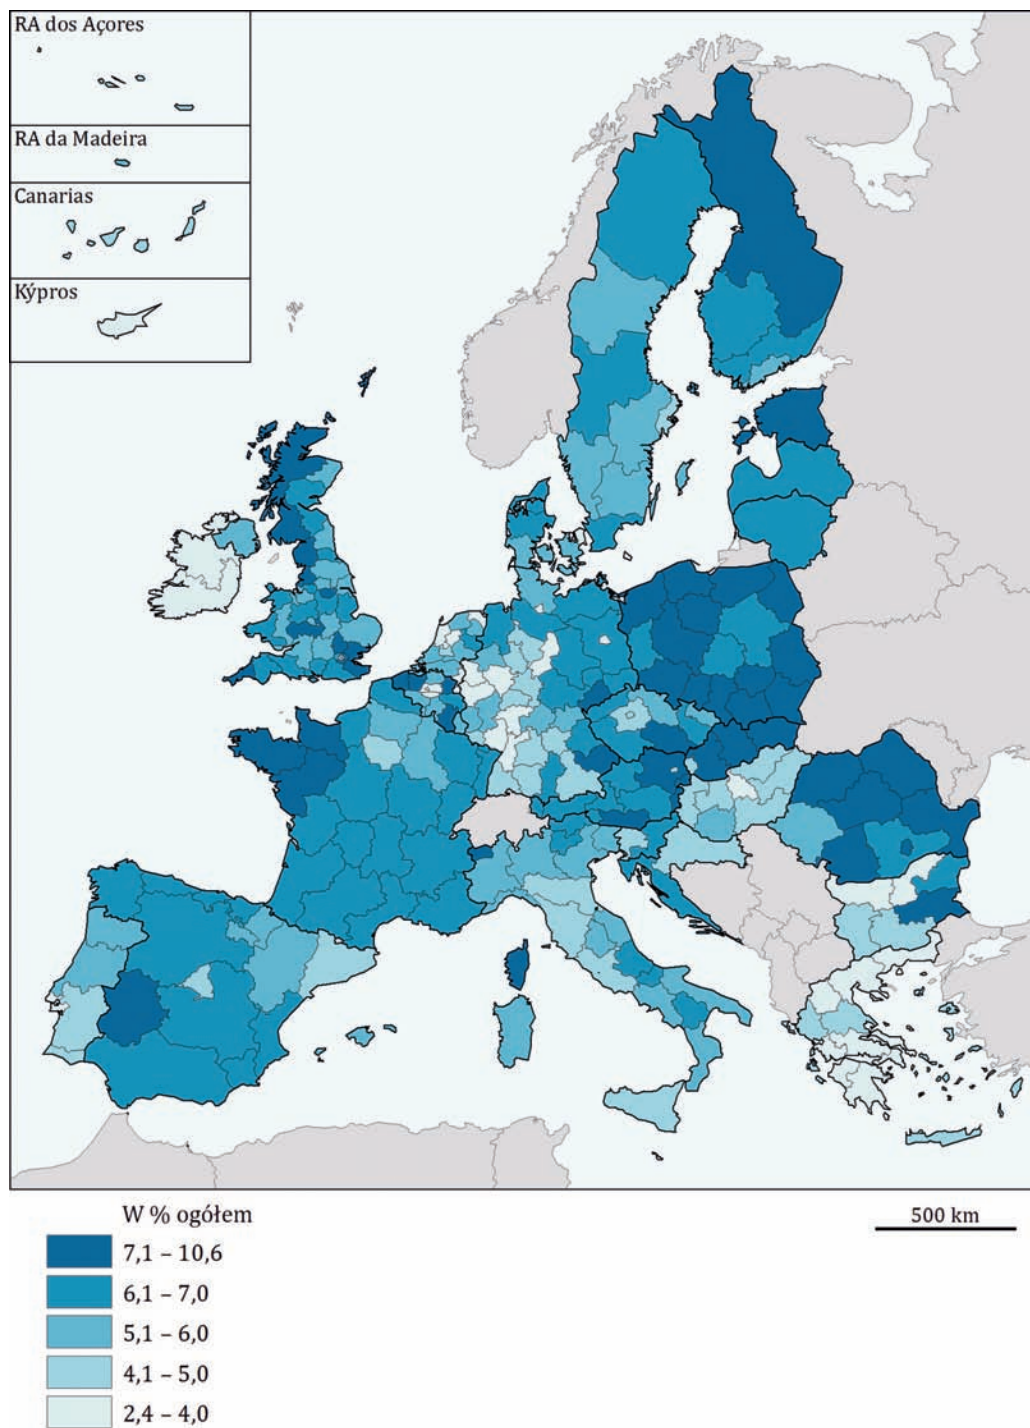 RA dos Açores
RA da Madeira
Canarias
Kýpros
W % ogółem
500 km
7,1 – 10,6
6,1 – 7,0
5,1 – 6,0
4,1 – 5,0
2,4 – 4,0